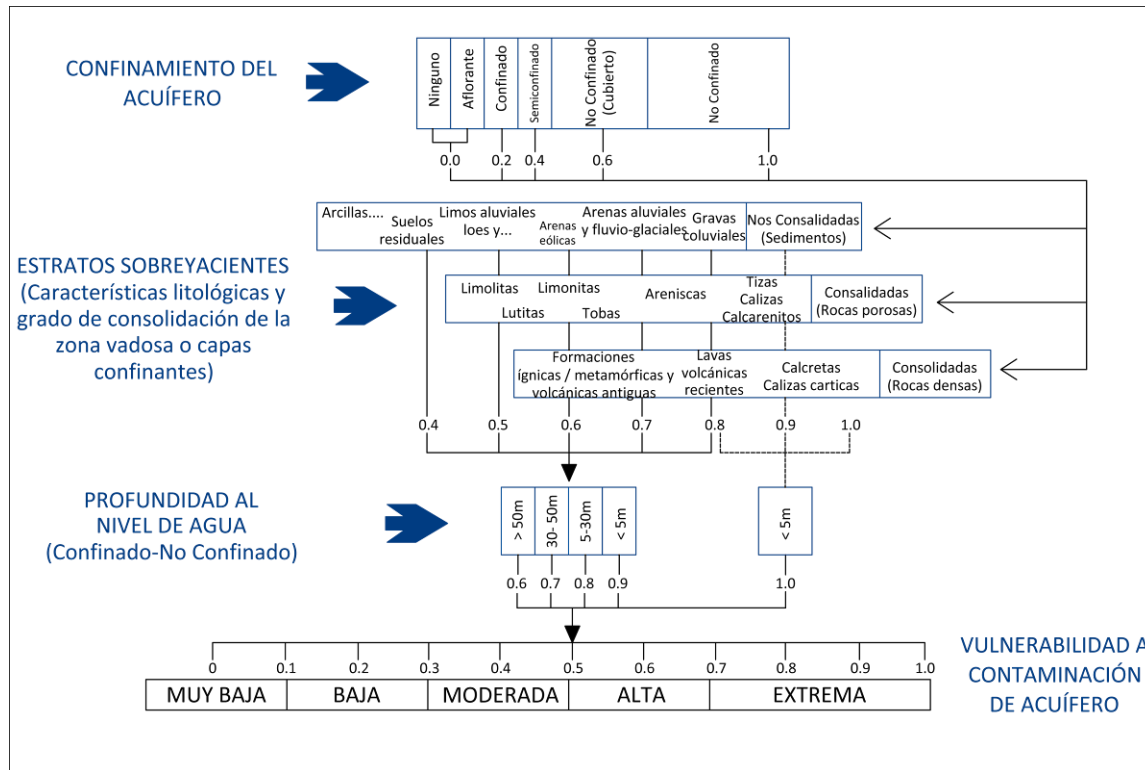 CONFINAMIENTO DEL
ACUÍFERO
Ninguno
Aflorante
Confinado
Semiconfinado
No Confinado
(Cubierto)
No Confinado
0.0
0.2
0.4
0.6
1.0
ESTRATOS SOBREYACIENTES
(Características litológicas y
grado de consolidación de la
zona vadosa o capas
confinantes)
Arcillas....
Suelos
residuales
Limos aluviales
loes y...
Arenas
eólicas
Arenas aluviales
y fluvio-glaciales
Gravas
coluviales
Nos Consalidadas
(Sedimentos)
Limolitas
Lutitas
Limonitas
Tobas
Areniscas
Tizas
Calizas
Calcarenitos
Consalidadas
(Rocas porosas)
Formaciones
ígnicas / metamórficas y
volcánicas antiguas
Lavas
volcánicas
recientes
Calcretas
Calizas carticas
Consolidadas
(Rocas densas)
0.4
0.5
0.6
0.7
0.8
0.9
1.0
PROFUNDIDAD AL
NIVEL DE AGUA
(Confinado-No Confinado)
> 50m
30- 50m
5-30m
< 5m
< 5m
0.6
0.7
0.8
0.9
1.0
0
0.1
0.2
0.3
0.4
0.5
0.6
0.7
0.8
0.9
1.0
MUY BAJA
BAJA
MODERADA
ALTA
EXTREMA
VULNERABILIDAD A
CONTAMINACIÓN
DE ACUÍFERO